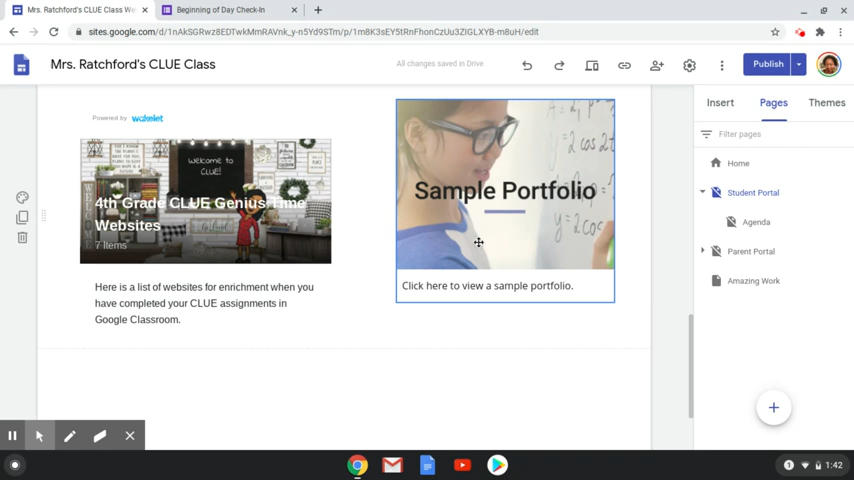 Mrs. Ratchford's CLUE Class We
Beginning of Day Check-In
sites.google.com/d/1nAkSGRwz8EDTwkMmRAVnk_y-n5Yd9STm/p/1m8K3sEY5tRnFhonCzUu3ZIGLXYB-m8uH/edit
Mrs. Ratchford's CLUE Class
All changes saved in Drive
Publish
Insert
Pages
Themes
Filter pages
Home
Student Portal
Agenda
Parent Portal
Amazing Work
Powered by wakelet
Welcome to
CLUE!
4th Grade CLUE Genius Time
Websites
7 Items
Here is a list of websites for enrichment when you
have completed your CLUE assignments in
Google Classroom.
Sample Portfolio
Click here to view a sample portfolio.
1
1:42